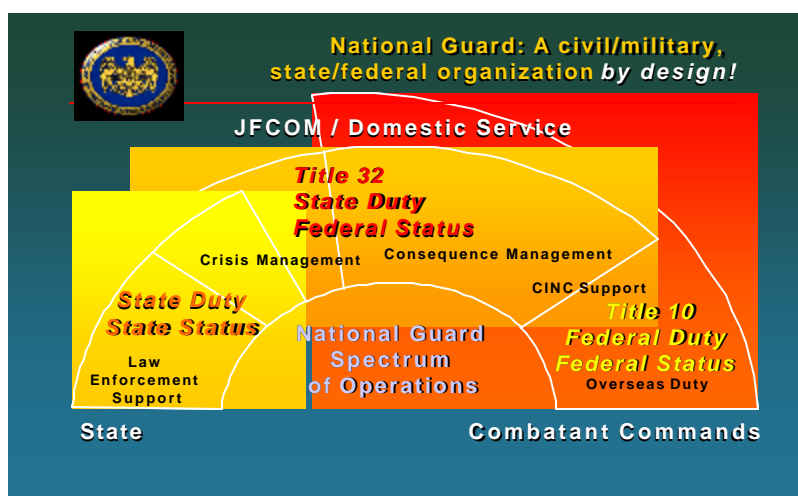 National Guard: A civil/military,
state/federal organization by design!
JFCOM / Domestic Service
Title 32
State Duty
Federal Status
Crisis Management
Consequence Management
CINC Support
State Duty
State Status
Law
Enforcement
Support
National Guard
Spectrum
of Operations
Title 10
Federal Duty
Federal Status
Overseas Duty
State
Combatant Commands